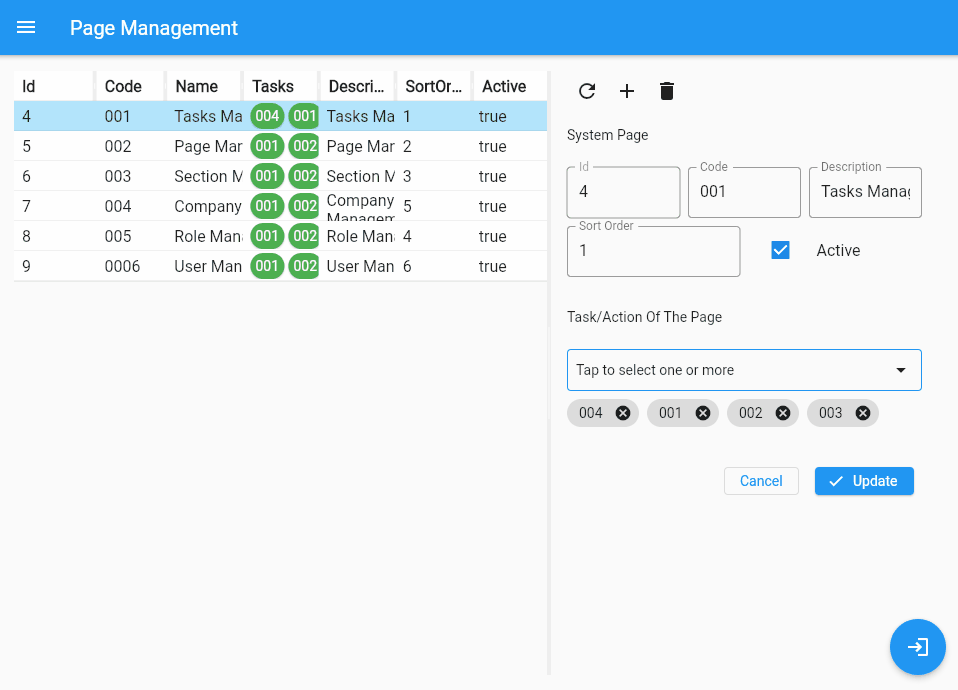 Page Management
Id Code Name Tasks Descri... SortOr... Active
4 001 Tasks Ma 004 001 Tasks Ma 1 true
5 002 Page Mar 001 002 Page Mar 2 true
6 003 Section M 001 002 Section M 3 true
7 004 Company 001 002 Company Managem 5 true
8 005 Role Man 001 002 Role Man 4 true
9 0006 User Man 001 002 User Man 6 true
System Page
Id Code Description
4 001 Tasks Manag
Sort Order
1 Active
Task/Action Of The Page
Tap to select one or more
004 001 002 003
Cancel Update